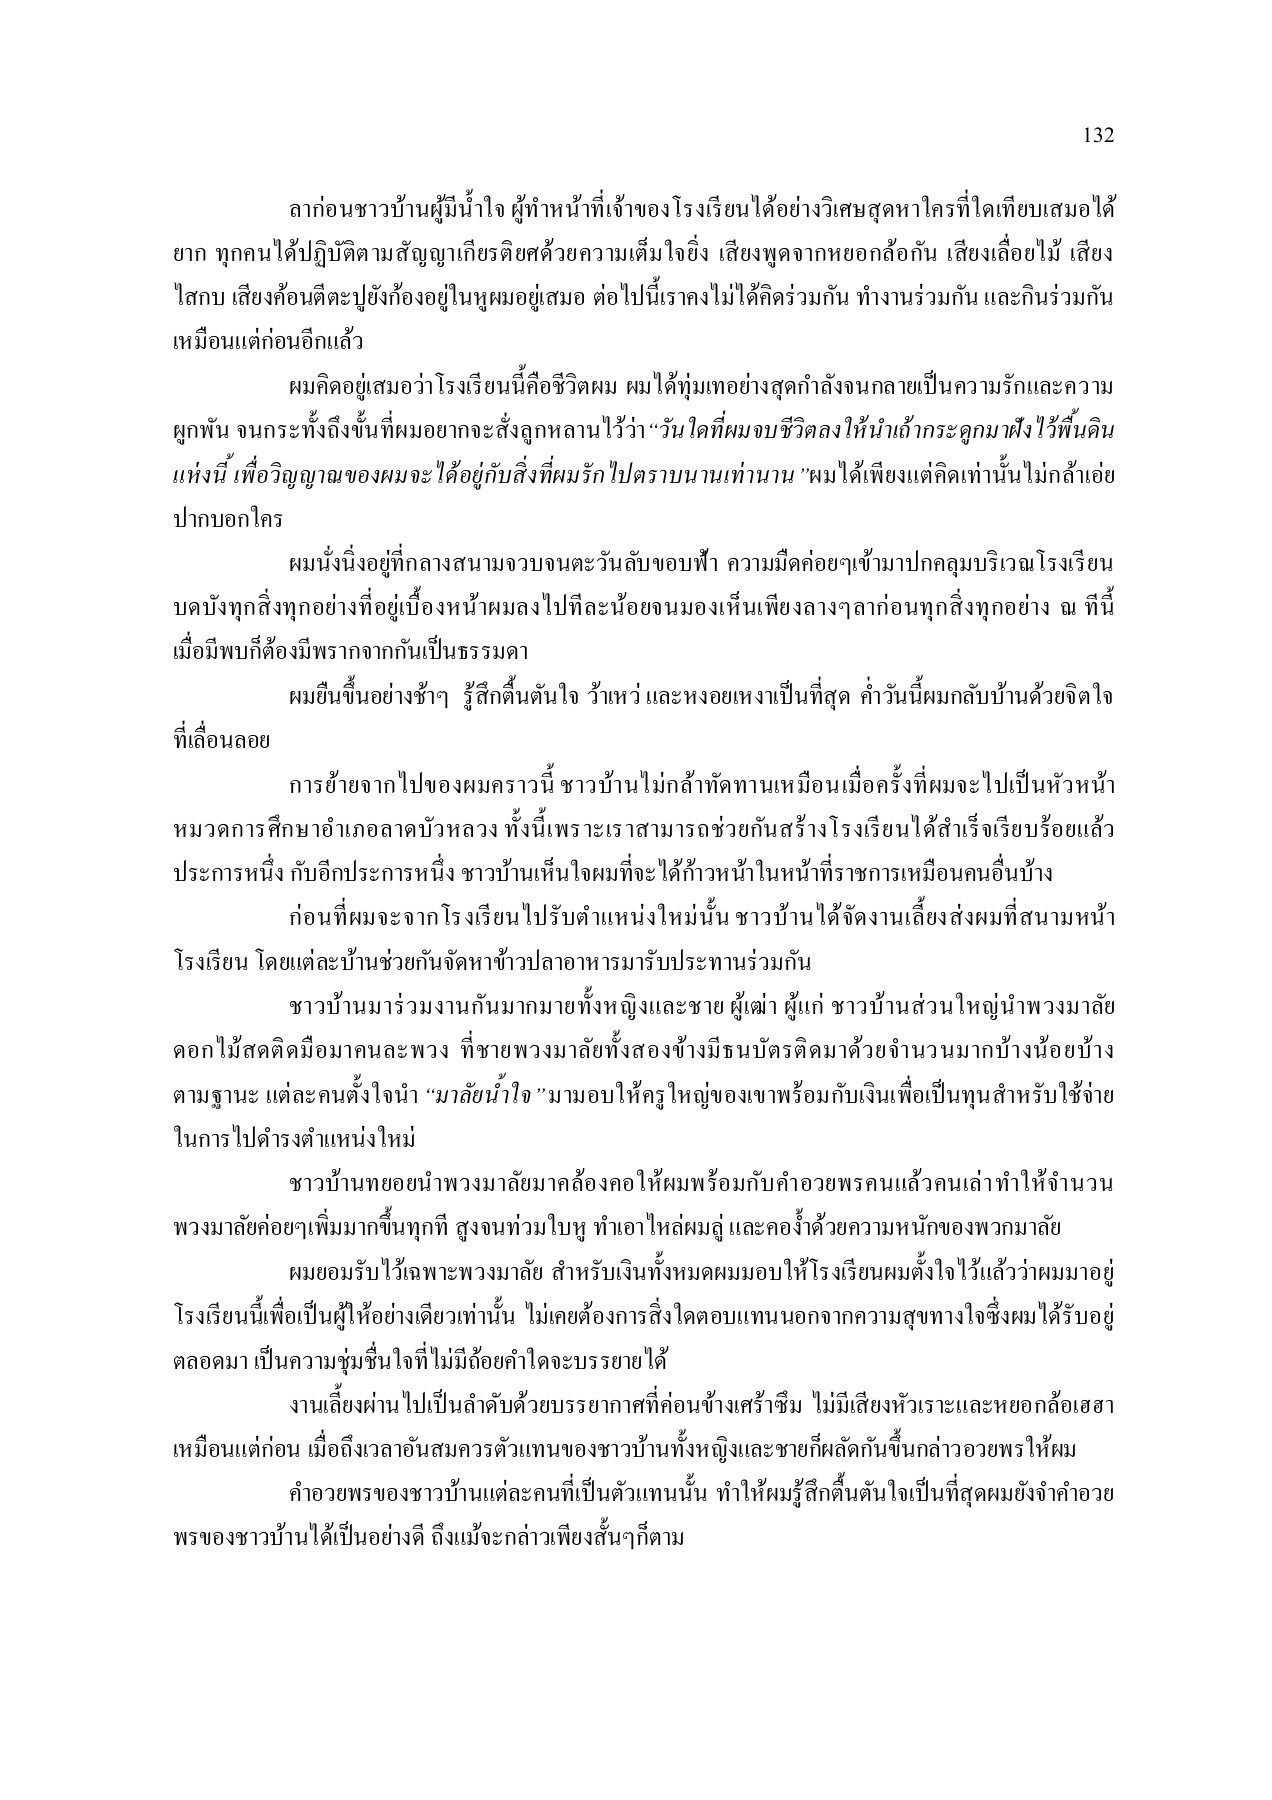 132
ลาก่อนชาวบ้านผู้มีน้ำใจ ผู้ทำหน้าที่เจ้าของโรงเรียนได้อย่างวิเศษสุดหาใครที่ใดเทียบเสมอได้
ยาก ทุกคนได้ปฏิบัติตามสัญญาเกียรติยศด้วยความเต็มใจยิ่ง เสียงพูดจากหยอกล้อกัน เสียงเลื่อยไม้ เสียง
ไสกบ เสียงค้อนตีตะปูยังก้องอยู่ในหูผมอยู่เสมอ ต่อไปนี้เราคงไม่ได้คิดร่วมกัน ทำงานร่วมกัน และกินร่วมกัน
เหมือนแต่ก่อนอีกแล้ว
ผมคิดอยู่เสมอว่าโรงเรียนนี้คือชีวิตผม ผมได้ทุ่มเทอย่างสุดกำลังจนกลายเป็นความรักและความ
ผูกพัน จนกระทั้งถึงขั้นที่ผมอยากจะสั่งลูกหลานไว้ว่า “วันใดที่ผมจบชีวิตลงให้นำเถ้ากระดูกมาฝังไว้พื้นดิน
แห่งนี้ เพื่อวิญญาณของผมจะได้อยู่กับสิ่งที่ผมรักไปตราบนานเท่านาน ”ผมได้เพียงแต่คิดเท่านั้นไม่กล้าเอ่ย
ปากบอกใคร
ผมนั่งนิ่งอยู่ที่กลางสนามจวบจนตะวันลับขอบฟ้า ความมืดค่อยๆเข้ามาปกคลุมบริเวณโรงเรียน
บดบังทุกสิ่งทุกอย่างที่อยู่เบื้องหน้าผมลงไปทีละน้อยจนมองเห็นเพียงลางๆลาก่อนทุกสิ่งทุกอย่าง ณ ทีนี้
เมื่อมีพบก็ต้องมีพรากจากกันเป็นธรรมดา
ผมยืนขึ้นอย่างช้าๆ รู้สึกตื้นตันใจ ว้าเหว่ และหงอยเหงาเป็นที่สุด ค่ำวันนี้ผมกลับบ้านด้วยจิตใจ
ที่เลื่อนลอย
การย้ายจากไปของผมคราวนี้ ชาวบ้านไม่กล้าทัดทานเหมือนเมื่อครั้งที่ผมจะไปเป็นหัวหน้า
หมวดการศึกษาอำเภอลาดบัวหลวง ทั้งนี้เพราะเราสามารถช่วยกันสร้างโรงเรียนได้สำเร็จเรียบร้อยแล้ว
ประการหนึ่ง กับอีกประการหนึ่ง ชาวบ้านเห็นใจผมที่จะได้ก้าวหน้าในหน้าที่ราชการเหมือนคนอื่นบ้าง
ก่อนที่ผมจะจากโรงเรียนไปรับตำแหน่งใหม่นั้น ชาวบ้านได้จัดงานเลี้ยงส่งผมที่สนามหน้า
โรงเรียน โดยแต่ละบ้านช่วยกันจัดหาข้าวปลาอาหารมารับประทานร่วมกัน
ชาวบ้านมาร่วมงานกันมากมายทั้งหญิงและชาย ผู้เฒ่า ผู้แก่ ชาวบ้านส่วนใหญ่นำพวงมาลัย
ดอกไม้สดติดมือมาคนละพวง ที่ชายพวงมาลัยทั้งสองข้างมีธนบัตรติดมาด้วยจำนวนมากบ้างน้อยบ้าง
ตามฐานะ แต่ละคนตั้งใจนำ “มาลัยน้ำใจ ”มามอบให้ครูใหญ่ของเขาพร้อมกับเงินเพื่อเป็นทุนสำหรับใช้จ่าย
ในการไปดำรงตำแหน่งใหม่
ชาวบ้านทยอยนำพวงมาลัยมาคล้องคอให้ผมพร้อมกับคำอวยพรคนแล้วคนเล่า ทำให้จำนวน
พวงมาลัยค่อยๆเพิ่มมากขึ้นทุกที สูงจนท่วมใบหู ทำเอาไหล่ผมลู่ และคอง้ำด้วยความหนักของพวกมาลัย
ผมยอมรับไว้เฉพาะพวงมาลัย สำหรับเงินทั้งหมดผมมอบให้โรงเรียนผมตั้งใจไว้แล้วว่าผมมาอยู่
โรงเรียนนี้เพื่อเป็นผู้ให้อย่างเดียวเท่านั้น ไม่เคยต้องการสิ่งใดตอบแทนนอกจากความสุขทางใจซึ่งผมได้รับอยู่
ตลอดมา เป็นความชุ่มชื่นใจที่ไม่มีถ้อยคำใดจะบรรยายได้
งานเลี้ยงผ่านไปเป็นลำดับด้วยบรรยากาศที่ค่อนข้างเศร้าซึม ไม่มีเสียงหัวเราะและหยอกล้อเฮฮา
เหมือนแต่ก่อน เมื่อถึงเวลาอันสมควรตัวแทนของชาวบ้านทั้งหญิงและชายก็ผลัดกันขึ้นกล่าวอวยพรให้ผม
คำอวยพรของชาวบ้านแต่ละคนที่เป็นตัวแทนนั้น ทำให้ผมรู้สึกตื้นตันใจเป็นที่สุดผมยังจำคำอวย
พรของชาวบ้านได้เป็นอย่างดี ถึงแม้จะกล่าวเพียงสั้นๆก็ตาม